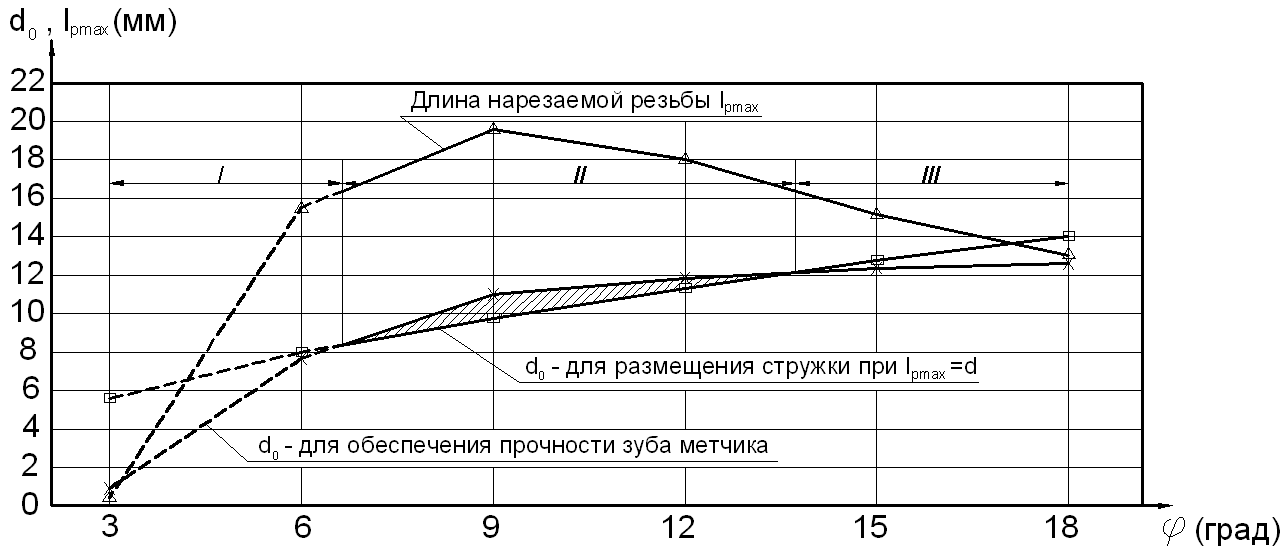 d₀ , lpmax (мм)
22
Длина нарезаемой резьбы lpmax
20
18
I II III
16
14
12
10
8
d₀ - для размещения стружки при lpmax =d
6
4
d₀ - для обеспечения прочности зуба метчика
2
0
3 6 9 12 15 18 φ (град)